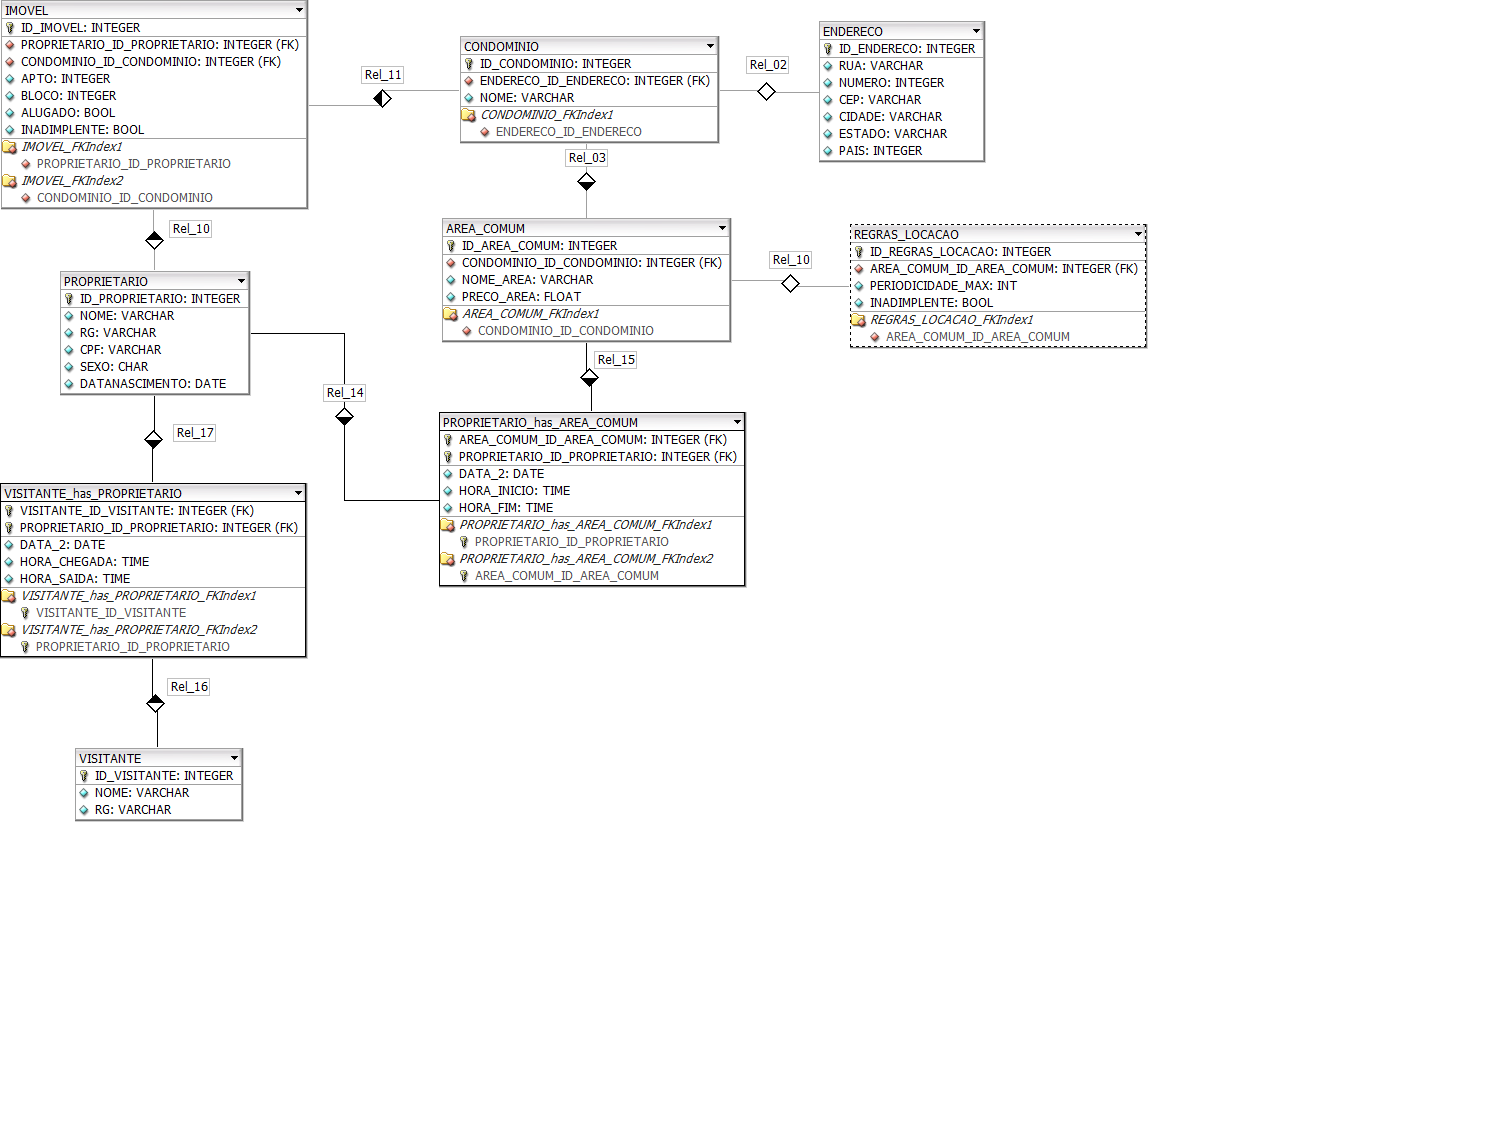 IMOVEL
ID_IMOVEL: INTEGER
PROPRIETARIO_ID_PROPRIETARIO: INTEGER (FK)
CONDOMINIO_ID_CONDOMINIO: INTEGER (FK)
APTO: INTEGER
BLOCO: INTEGER
ALUGADO: BOOL
INADIMPLENTE: BOOL
IMOVEL_FKIndex1
PROPRIETARIO_ID_PROPRIETARIO
IMOVEL_FKIndex2
CONDOMINIO_ID_CONDOMINIO
Rel_11
CONDOMINIO
ID_CONDOMINIO: INTEGER
ENDERECO_ID_ENDERECO: INTEGER (FK)
NOME: VARCHAR
CONDOMINIO_FKIndex1
ENDERECO_ID_ENDERECO
Rel_02
ENDERECO
ID_ENDERECO: INTEGER
RUA: VARCHAR
NUMERO: INTEGER
CEP: VARCHAR
CIDADE: VARCHAR
ESTADO: VARCHAR
PAIS: INTEGER
Rel_03
Rel_10
AREA_COMUM
ID_AREA_COMUM: INTEGER
CONDOMINIO_ID_CONDOMINIO: INTEGER (FK)
NOME_AREA: VARCHAR
PRECO_AREA: FLOAT
AREA_COMUM_FKIndex1
CONDOMINIO_ID_CONDOMINIO
Rel_10
REGRAS_LOCACAO
ID_REGRAS_LOCACAO: INTEGER
AREA_COMUM_ID_AREA_COMUM: INTEGER (FK)
PERIODICIDADE_MAX: INT
INADIMPLENTE: BOOL
REGRAS_LOCACAO_FKIndex1
AREA_COMUM_ID_AREA_COMUM
PROPRIETARIO
ID_PROPRIETARIO: INTEGER
NOME: VARCHAR
RG: VARCHAR
CPF: VARCHAR
SEXO: CHAR
DATANASCIMENTO: DATE
Rel_15
Rel_14
Rel_17
PROPRIETARIO_has_AREA_COMUM
AREA_COMUM_ID_AREA_COMUM: INTEGER (FK)
PROPRIETARIO_ID_PROPRIETARIO: INTEGER (FK)
DATA_2: DATE
HORA_INICIO: TIME
HORA_FIM: TIME
PROPRIETARIO_has_AREA_COMUM_FKIndex1
PROPRIETARIO_ID_PROPRIETARIO
PROPRIETARIO_has_AREA_COMUM_FKIndex2
AREA_COMUM_ID_AREA_COMUM
VISITANTE_has_PROPRIETARIO
VISITANTE_ID_VISITANTE: INTEGER (FK)
PROPRIETARIO_ID_PROPRIETARIO: INTEGER (FK)
DATA_2: DATE
HORA_CHEGADA: TIME
HORA_SAIDA: TIME
VISITANTE_has_PROPRIETARIO_FKIndex1
VISITANTE_ID_VISITANTE
VISITANTE_has_PROPRIETARIO_FKIndex2
PROPRIETARIO_ID_PROPRIETARIO
Rel_16
VISITANTE
ID_VISITANTE: INTEGER
NOME: VARCHAR
RG: VARCHAR